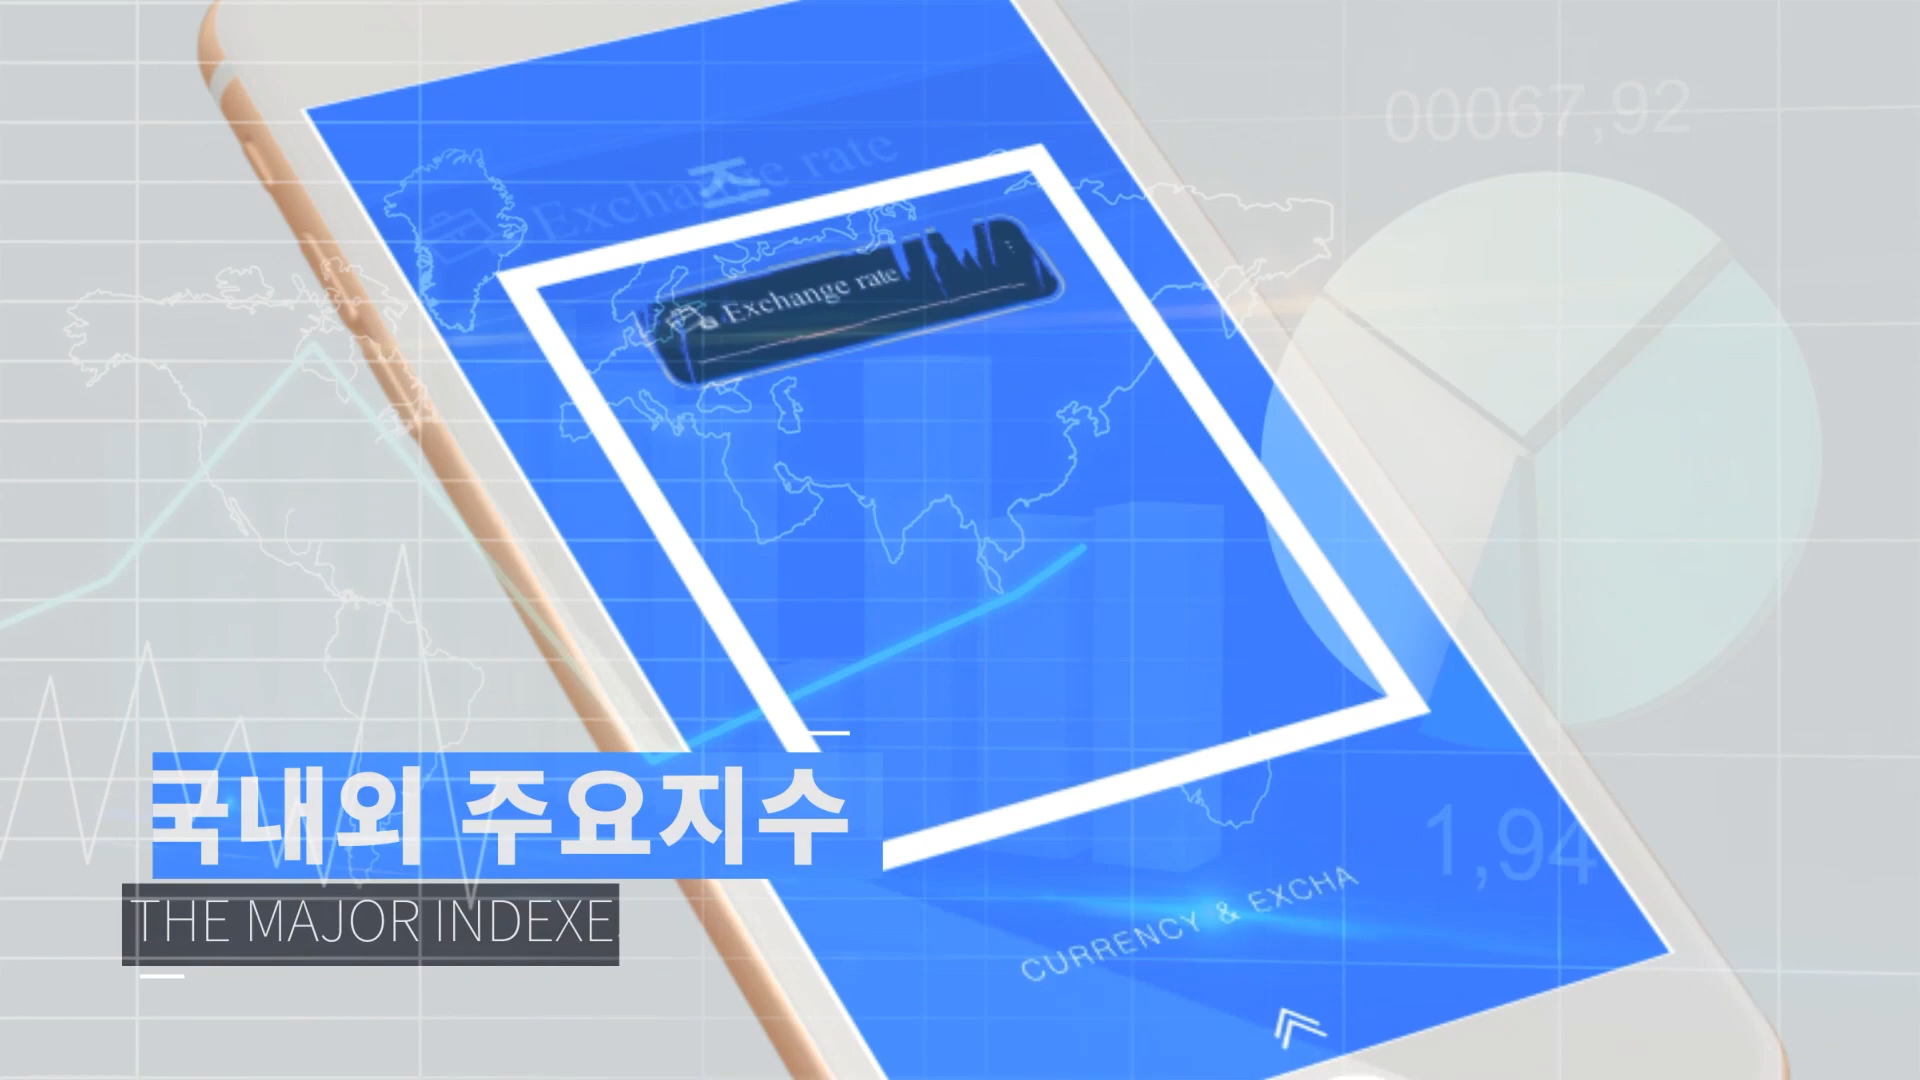 00067,92
Exchange rate
즈
Exchange rate
국내외 주요지수
THE MAJOR INDEXE
1,94
CURRENCY & EXCHA